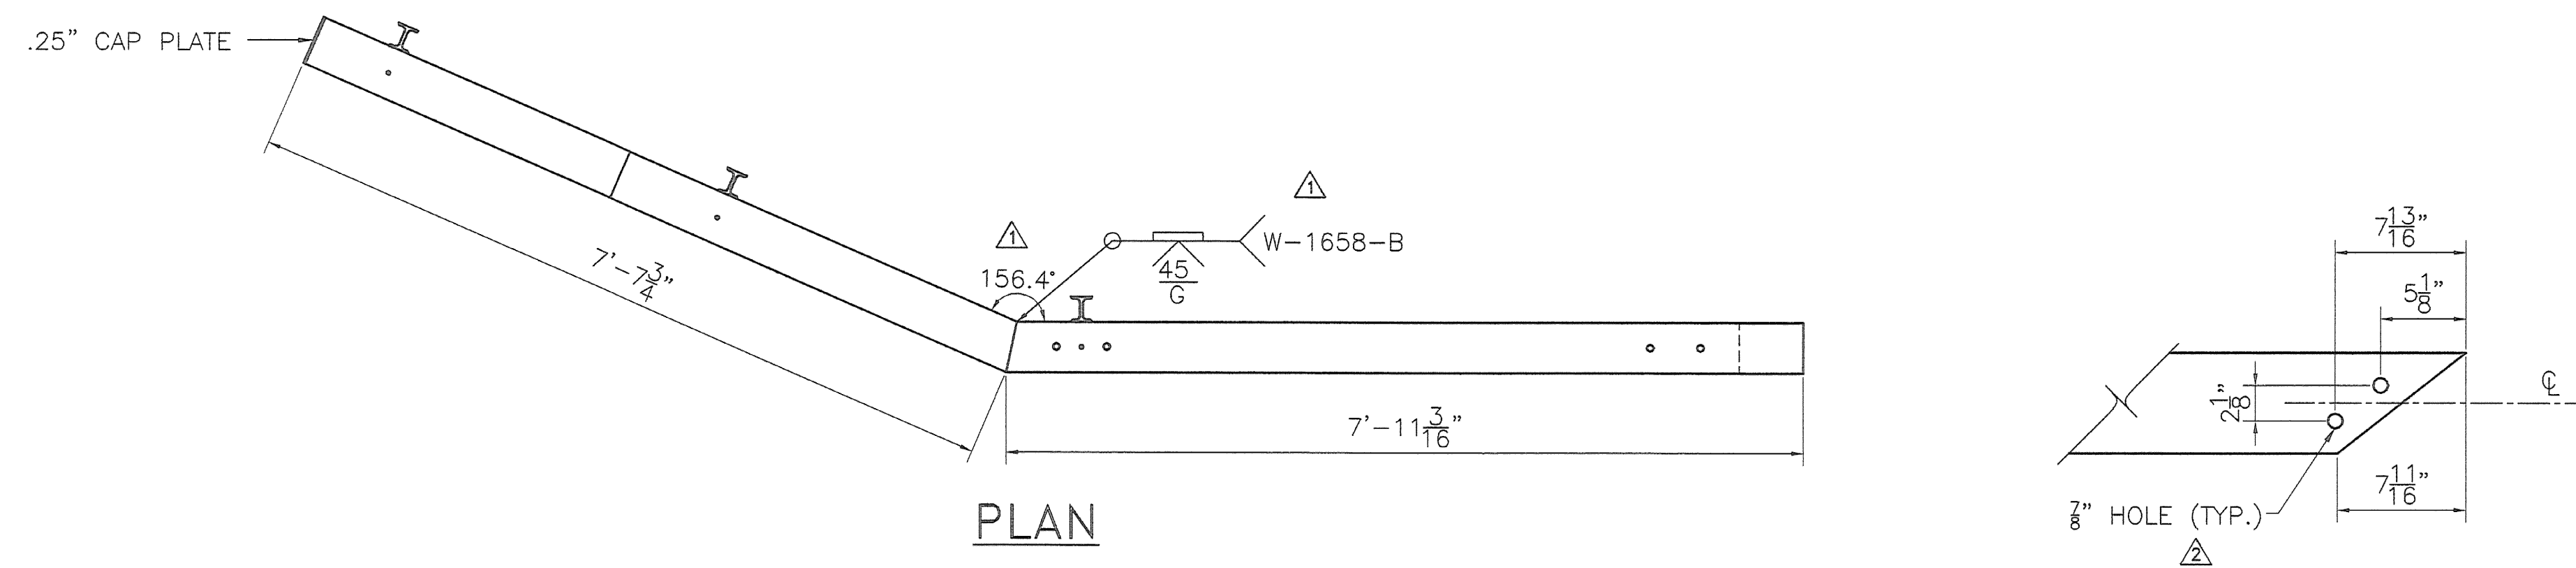 .25” CAP PLATE
1
1
W-1658-B
45
G
156.4°
7’-7 3/4”
7’-11 3/16”
PLAN
7 13/16”
5 1/8”
2 1/8”
℄
7 11/16”
7/8” HOLE (TYP.)
2